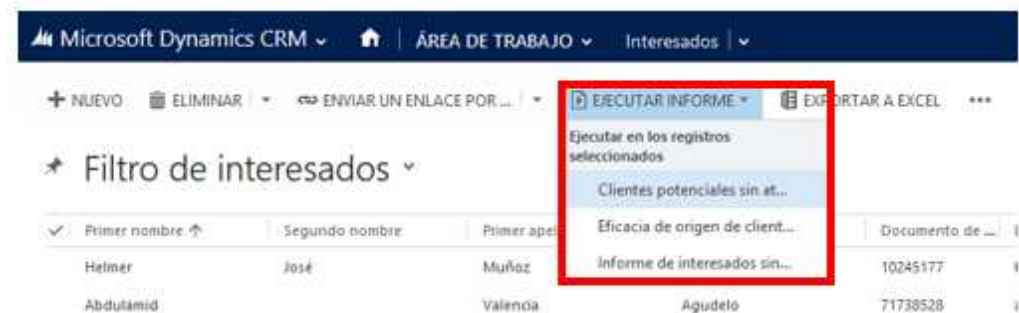 Microsoft Dynamics CRM ÁREA DE TRABAJO Interesados
NUEVO ELIMINAR ENVIAR UN ENLACE POR ... EJECUTAR INFORME EXPORTAR A EXCEL ...
Ejecutar en los registros
seleccionados
Filtro de interesados
Clientes potenciales sin at...
Eficacia de origen de client...
Informe de interesados sin...
Primer nombre Segundo nombre Primer apel Documento de ...
Helmer José Muñoz 10245177
Abdulamid Valencia Agudelo 71738528